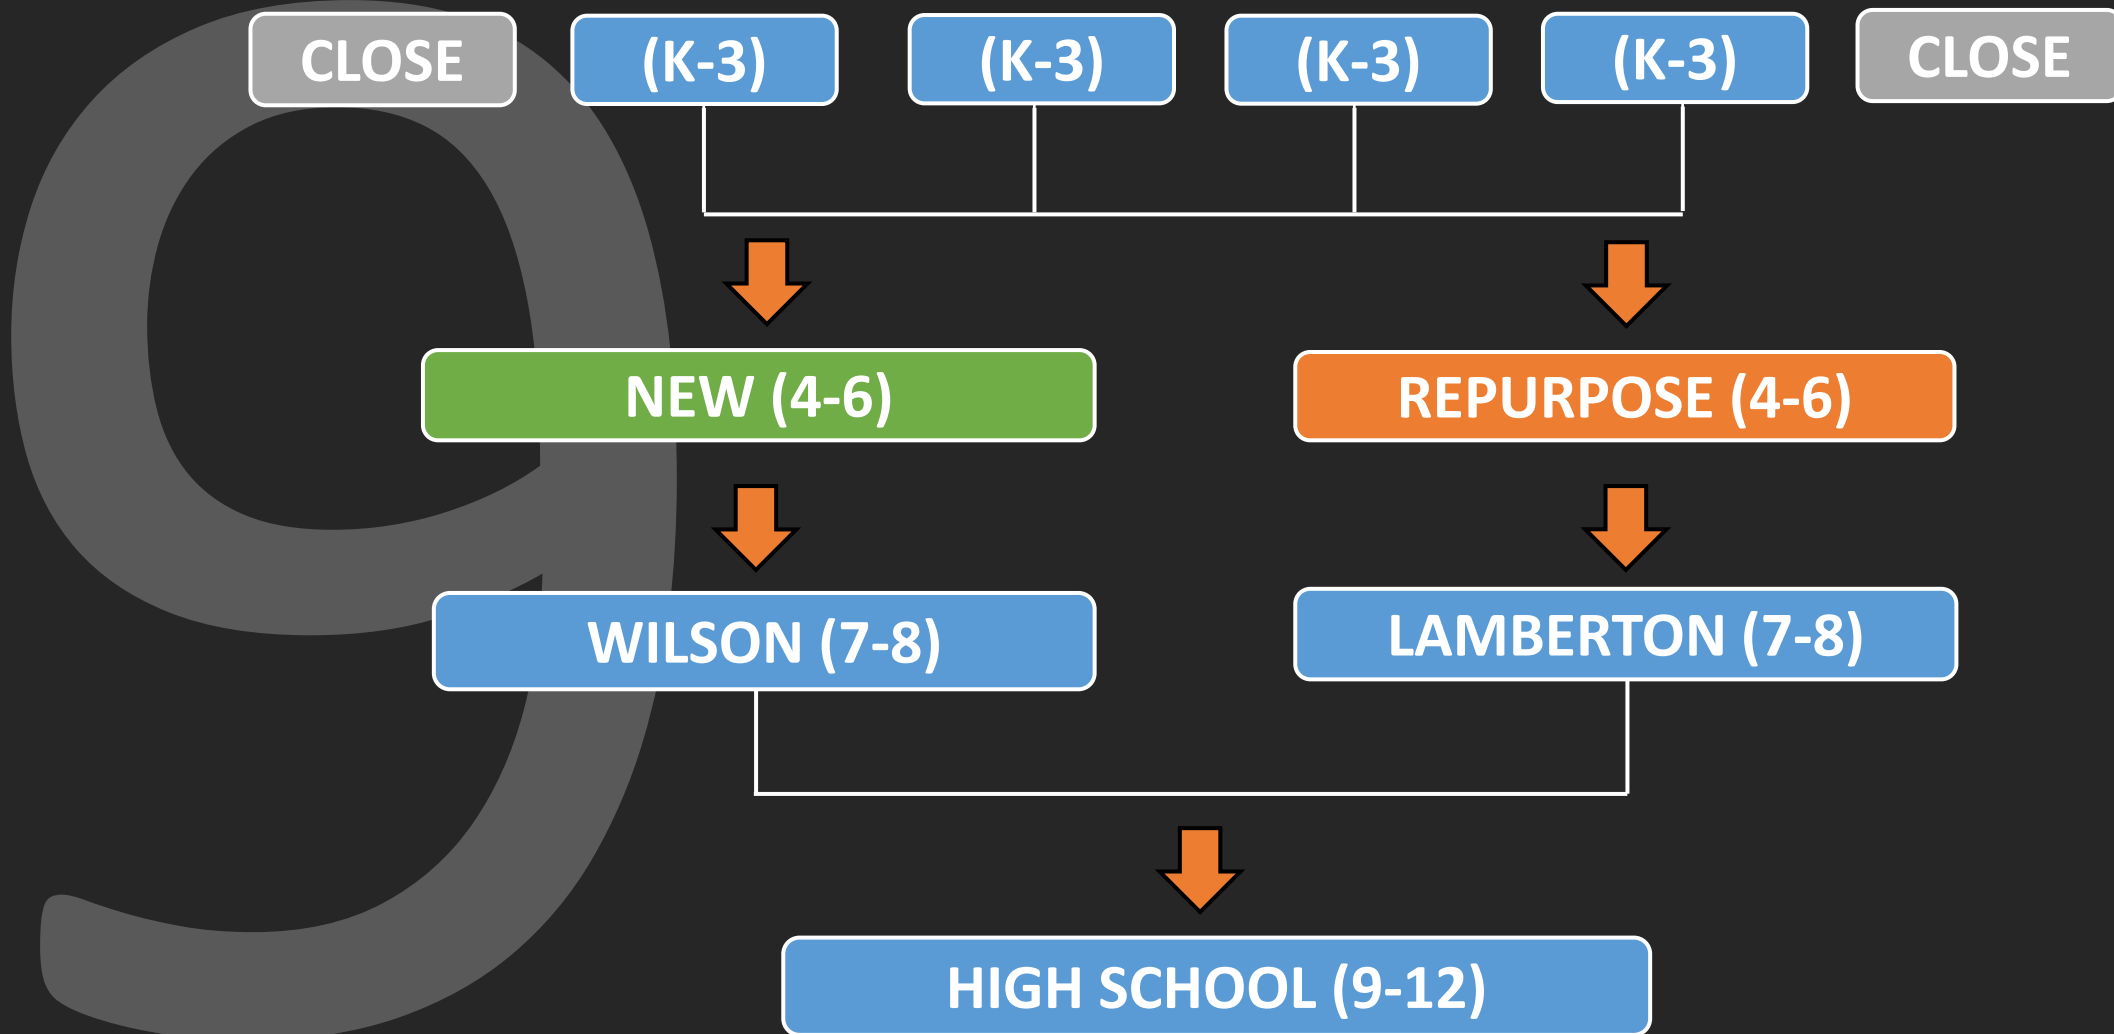 9
CLOSE
(K-3)
(K-3)
(K-3)
(K-3)
CLOSE
NEW (4-6)
REPURPOSE (4-6)
WILSON (7-8)
LAMBERTON (7-8)
HIGH SCHOOL (9-12)